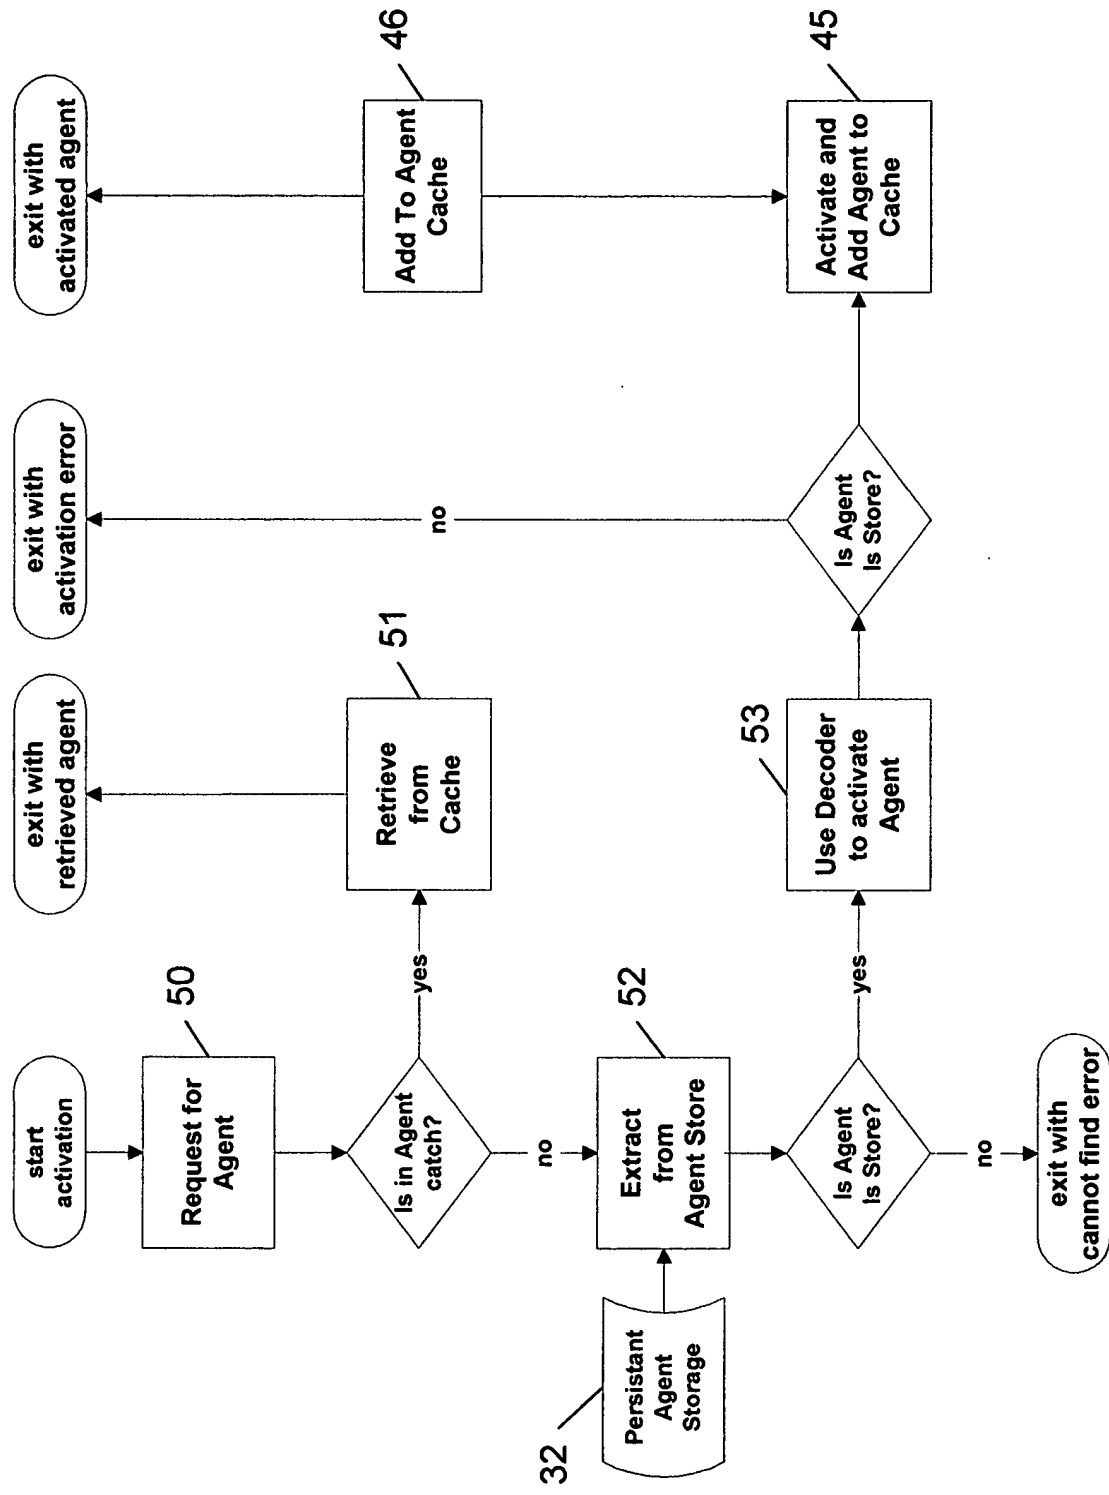 start
activation
50
Request for
Agent
Is in Agent
catch?
yes
51
Retrieve
from
Cache
exit with
retrieved agent
no
52
Extract
from
Agent Store
32
Persistant
Agent
Storage
Is Agent
Is Store?
no
exit with
cannot find error
yes
53
Use Decoder
to activate
Agent
Is Agent
Is Store?
no
exit with
activation error
45
Activate and
Add Agent to
Cache
46
Add To Agent
Cache
exit with
activated agent